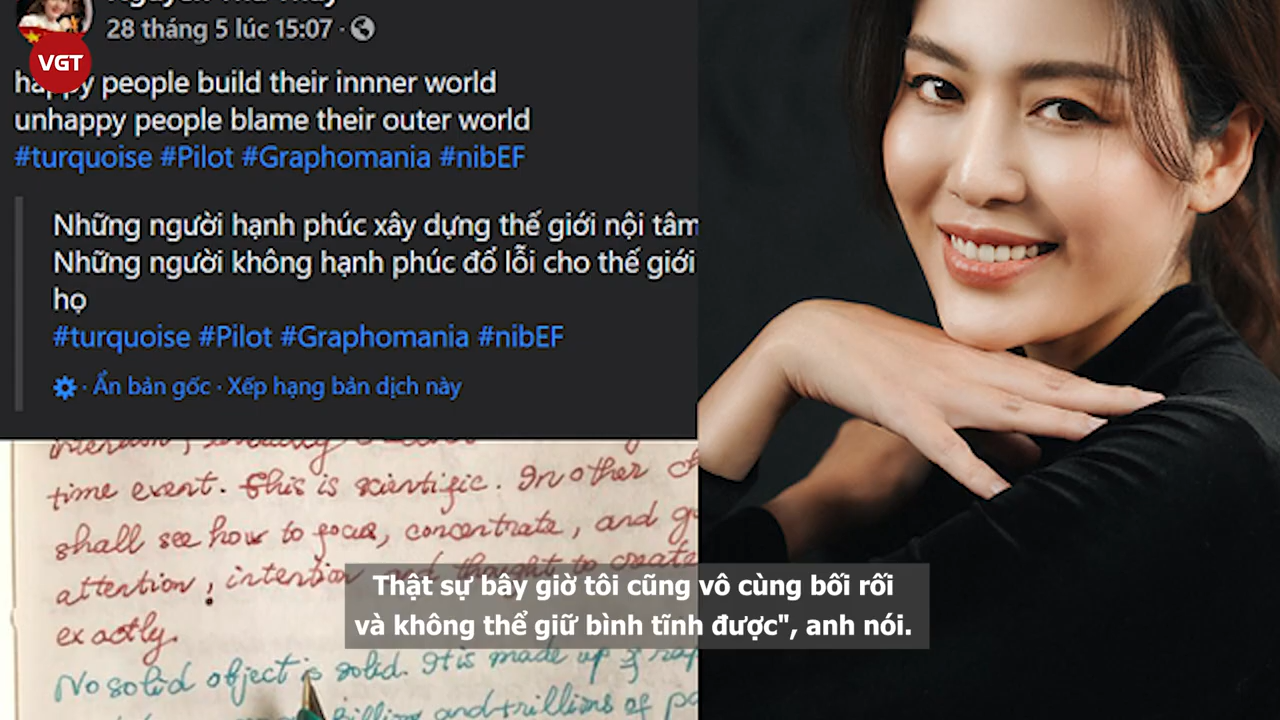 28 tháng 5 lúc 15:07 ·
VGT
happy people build their innner world
unhappy people blame their outer world
#turquoise #Pilot #Graphomania #nibEF
Những người hạnh phúc xây dựng thế giới nội tâm
Những người không hạnh phúc đổ lỗi cho thế giới
họ
#turquoise #Pilot #Graphomania #nibEF
· Ẩn bản gốc · Xếp hạng bản dịch này
time event. This is scientific. In other
shall see how to focus, concentrate, and
attention, intention and thought to create
exactly.
No solid object is solid. It is made up of
billion and trillions of
Thật sự bây giờ tôi cũng vô cùng bối rối
và không thể giữ bình tĩnh được", anh nói.